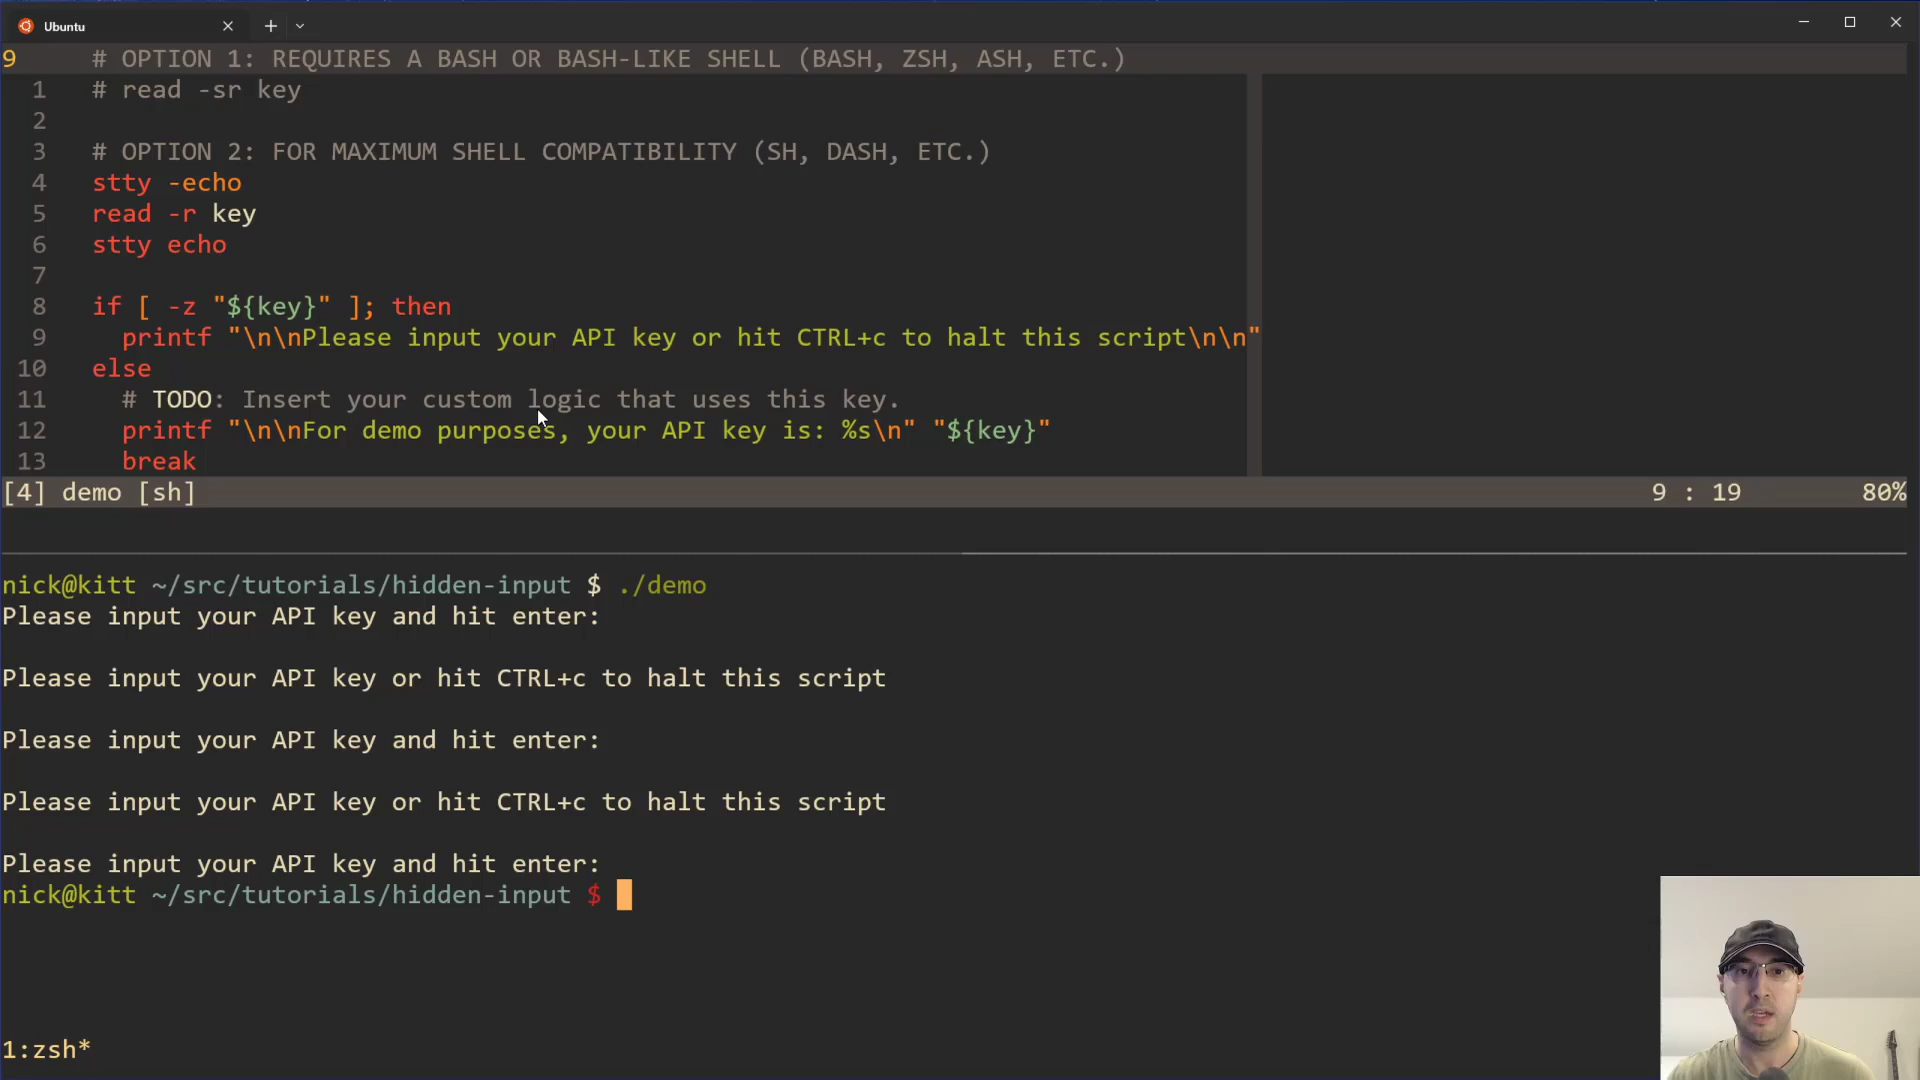 Ubuntu
9 # OPTION 1: REQUIRES A BASH OR BASH-LIKE SHELL (BASH, ZSH, ASH, ETC.)
1 # read -sr key
2
3 # OPTION 2: FOR MAXIMUM SHELL COMPATIBILITY (SH, DASH, ETC.)
4 stty -echo
5 read -r key
6 stty echo
7
8 if [ -z "${key}" ]; then
9 printf "\n\nPlease input your API key or hit CTRL+c to halt this script\n\n"
10 else
11 # TODO: Insert your custom logic that uses this key.
12 printf "\n\nFor demo purposes, your API key is: %s\n" "${key}"
13 break
[4] demo [sh] 9 : 19 80%
nick@kitt ~/src/tutorials/hidden-input $ ./demo
Please input your API key and hit enter:
Please input your API key or hit CTRL+c to halt this script
Please input your API key and hit enter:
Please input your API key or hit CTRL+c to halt this script
Please input your API key and hit enter:
nick@kitt ~/src/tutorials/hidden-input $
1:zsh*